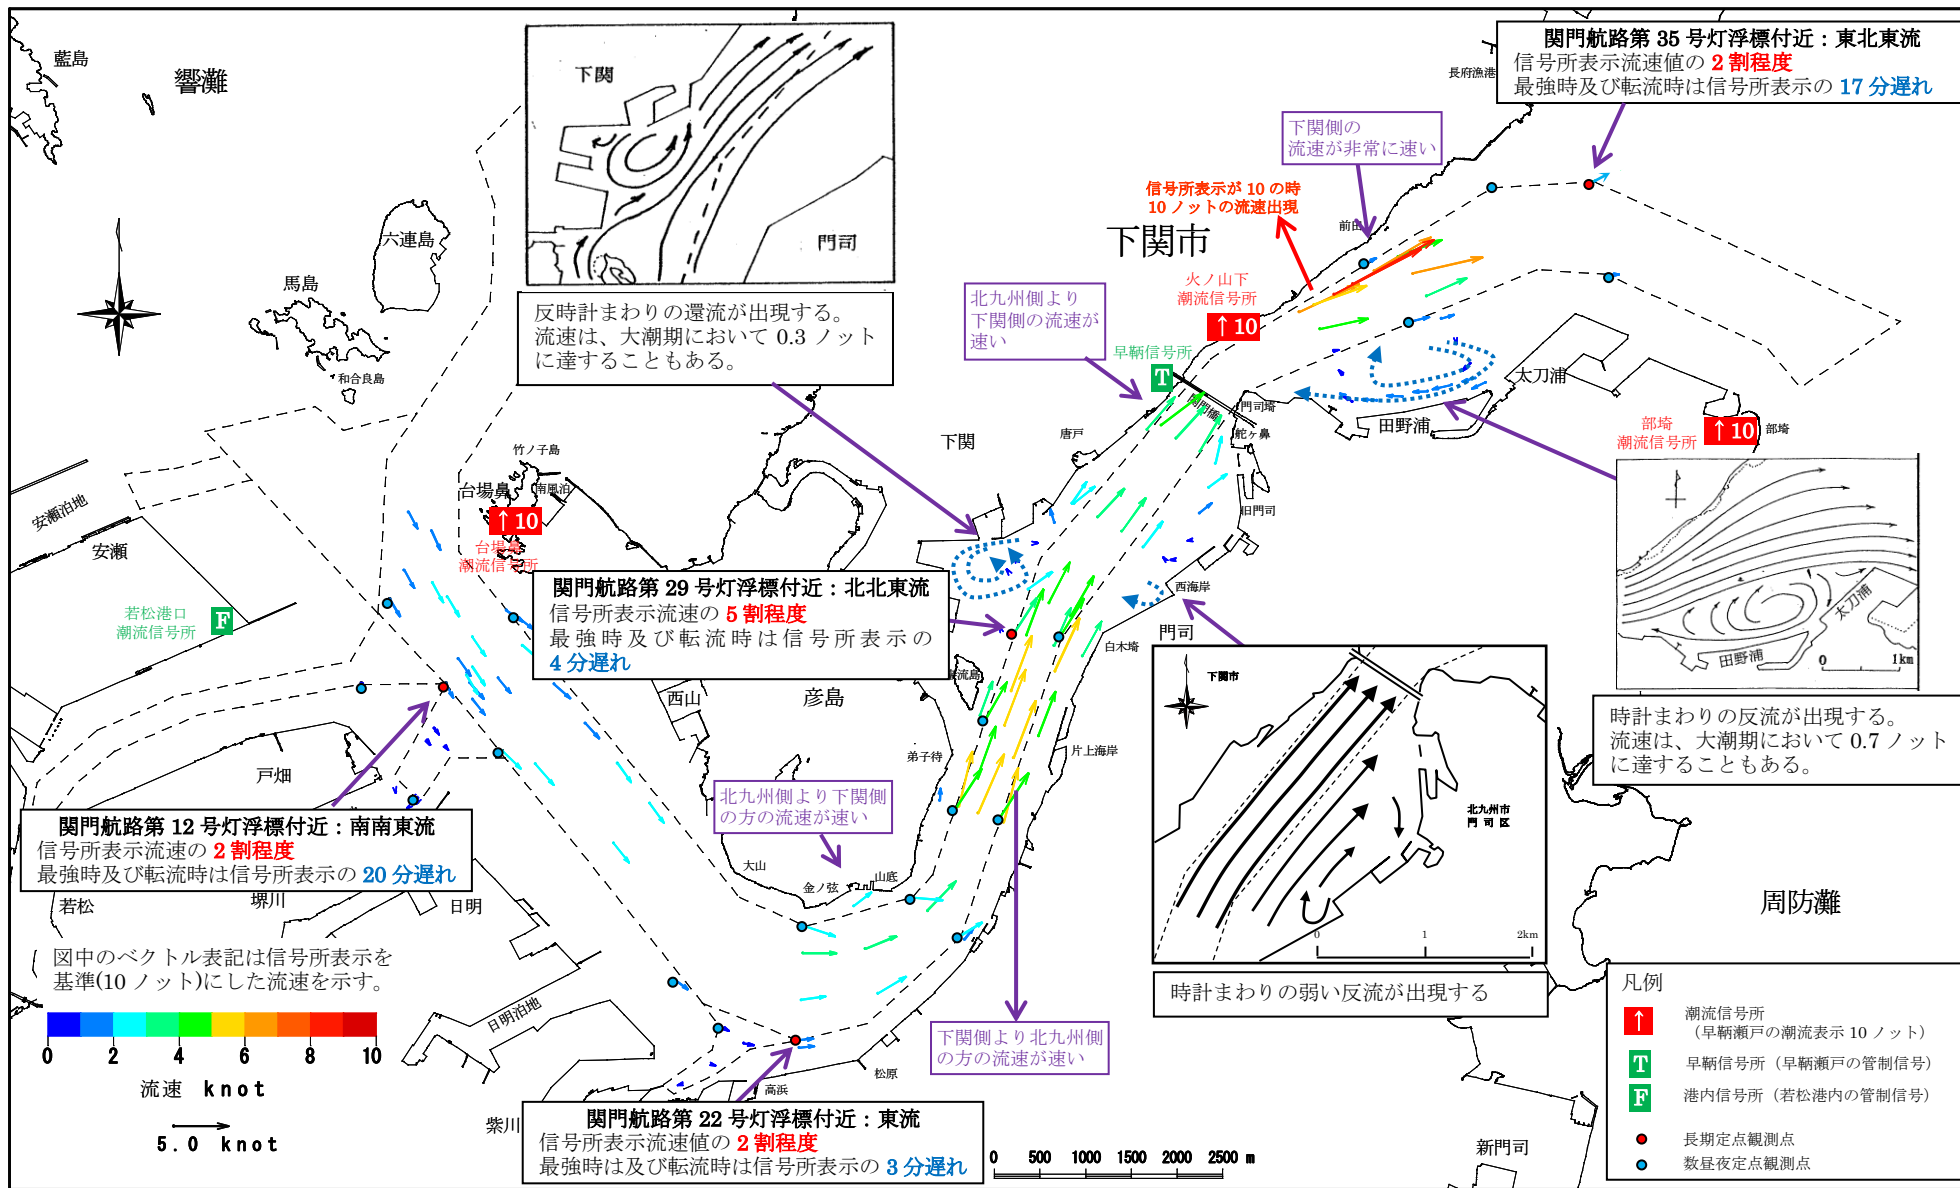 藍島
響灘
六連島
馬島
和合良島
下関
門司
反時計まわりの還流が出現する。
流速は、大潮期において 0.3 ノット
に達することもある。
関門航路第 35 号灯浮標付近：東北東流
信号所表示流速値の 2 割程度
最強時及び転流時は信号所表示の 17 分遅れ
長府漁港
下関側の
流速が非常に速い
信号所表示が 10 の時
10 ノットの流速出現
前田
下関市
火ノ山下
潮流信号所
↑10
北九州側より
下関側の流速が
速い
早鞆信号所
T
関門橋
門司埼
鮀ヶ鼻
唐戸
下関
田野浦
太刀浦
部埼
潮流信号所
↑10
部埼
竹ノ子島
台場鼻
南風泊
↑10
台場鼻
潮流信号所
安瀬泊地
安瀬
若松港口
潮流信号所
F
旧門司
西海岸
門司
白木埼
関門航路第 29 号灯浮標付近：北北東流
信号所表示流速の 5 割程度
最強時及び転流時は信号所表示の
4 分遅れ
西山
彦島
弟子待
片上海岸
下関市
北九州市
門司区
0 1 2km
時計まわりの弱い反流が出現する
太刀浦
田野浦
0 1km
時計まわりの反流が出現する。
流速は、大潮期において 0.7 ノット
に達することもある。
戸畑
北九州側より下関側
の方の流速が速い
関門航路第 12 号灯浮標付近：南南東流
信号所表示流速の 2 割程度
最強時及び転流時は信号所表示の 20 分遅れ
若松
堺川
日明
大山
金ノ弦
山底
周防灘
図中のベクトル表記は信号所表示を
基準(10 ノット)にした流速を示す。
0 2 4 6 8 10
流速 knot
5.0 knot
日明泊地
下関側より北九州側
の方の流速が速い
松原
高浜
紫川
関門航路第 22 号灯浮標付近：東流
信号所表示流速値の 2 割程度
最強時は及び転流時は信号所表示の 3 分遅れ
0 500 1000 1500 2000 2500 m
新門司
凡例
↑
潮流信号所
（早鞆瀬戸の潮流表示 10 ノット）
T
早鞆信号所（早鞆瀬戸の管制信号）
F
港内信号所（若松港内の管制信号）
長期定点観測点
数昼夜定点観測点